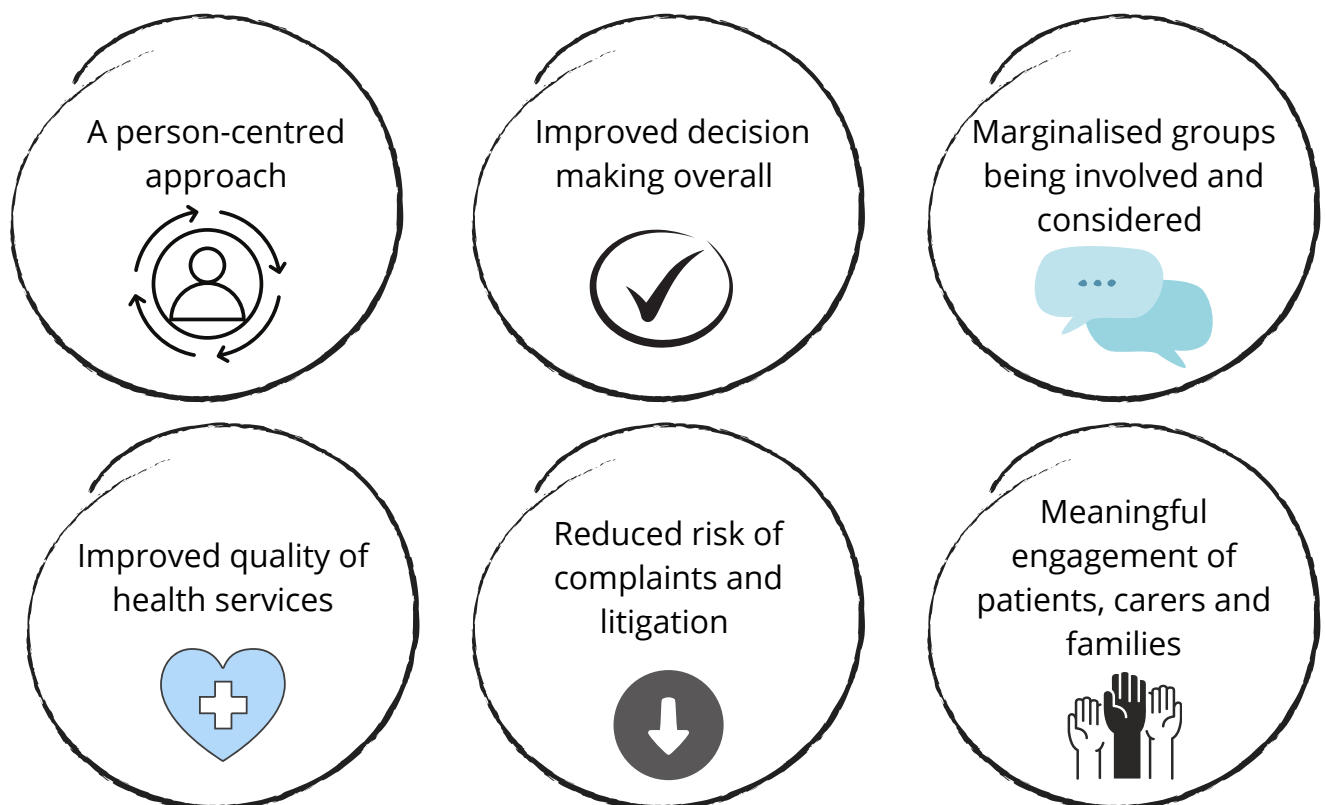 A person-centred
approach
Improved decision
making overall
Marginalised groups
being involved and
considered
Improved quality of
health services
Reduced risk of
complaints and
litigation
Meaningful
engagement of
patients, carers and
families